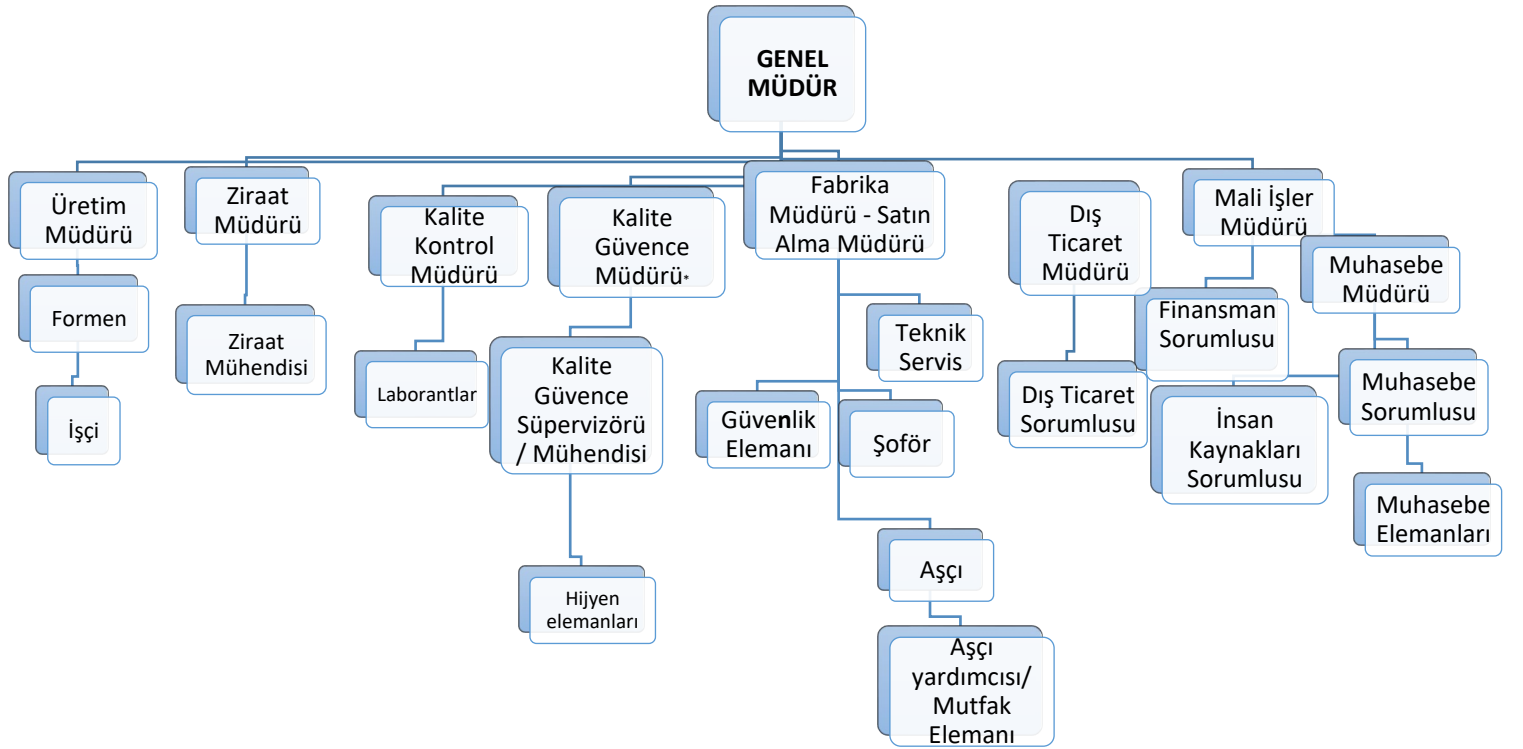 GENEL
MÜDÜR
Üretim
Müdürü
Formen
İşçi
Ziraat
Müdürü
Ziraat
Mühendisi
Kalite
Kontrol
Müdürü
Laborantlar
Kalite
Güvence
Müdürü*
Kalite
Güvence
Süpervizörü
/ Mühendisi
Hijyen
elemanları
Fabrika
Müdürü - Satın
Alma Müdürü
Teknik
Servis
Güvenlik
Elemanı
Şoför
Aşçı
Aşçı
yardımcısı/
Mutfak
Elemanı
Dış
Ticaret
Müdürü
Dış Ticaret
Sorumlusu
Mali İşler
Müdürü
Finansman
Sorumlusu
Muhasebe
Müdürü
İnsan
Kaynakları
Sorumlusu
Muhasebe
Sorumlusu
Muhasebe
Elemanları